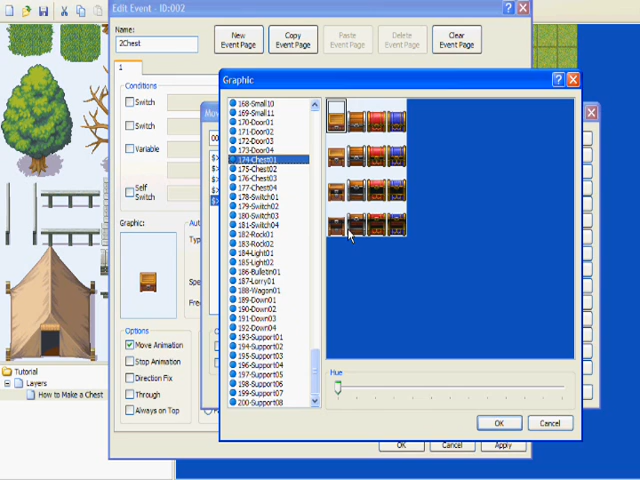 Edit Event - ID:002
Name:
2Chest
New
Event Page
Copy
Event Page
Paste
Event Page
Delete
Event Page
Clear
Event Page
1
Conditions
Switch
Switch
Variable
Self
Switch
Graphic:
Options
Move Animation
Stop Animation
Direction Fix
Through
Always on Top
OK
Cancel
Apply
Graphic
168-Small10
169-Small11
170-Door01
171-Door02
172-Door03
173-Door04
174-Chest01
175-Chest02
176-Chest03
177-Chest04
178-Switch01
179-Switch02
180-Switch03
181-Switch04
182-Rock01
183-Rock02
184-Light01
185-Light02
186-Bulletin01
187-Lorry01
188-Wagon01
189-Down01
190-Down02
191-Down03
192-Down04
193-Support01
194-Support02
195-Support03
196-Support04
197-Support05
198-Support06
199-Support07
200-Support08
Hue
OK
Cancel
Tutorial
Layers
How to Make a Chest